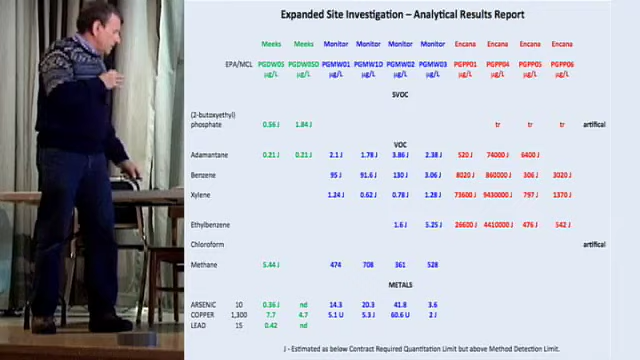 Expanded Site Investigation – Analytical Results Report
Meeks Meeks Monitor Monitor Monitor Monitor Encana Encana Encana Encana
EPA/MCL PGDW05 PGDW05D PGMW01 PGMW1D PGMW02 PGMW03 PGPP01 PGPP04 PGPP05 PGPP06
µg/L µg/L µg/L µg/L µg/L µg/L µg/L µg/L µg/L µg/L
SVOC
(2-butoxyethyl)
phosphate 0.56 J 1.84 J tr tr tr artifical
VOC
Adamantane 0.21 J 0.21 J 2.1 J 1.78 J 3.86 J 2.38 J 520 J 74000 J 6400 J
Benzene 95 J 91.6 J 130 J 3.06 J 8020 J 860000 J 306 J 3020 J
Xylene 1.24 J 0.62 J 0.78 J 1.28 J 73600 J 9430000 J 797 J 1370 J
Ethylbenzene 1.6 J 5.25 J 26600 J 4410000 J 476 J 542 J
Chloroform artifical
Methane 5.44 J 474 708 361 528
METALS
ARSENIC 10 0.36 J nd 14.3 20.3 41.8 3.6
COPPER 1,300 7.7 4.7 5.1 U 5.3 J 60.6 U 2 J
LEAD 15 0.42 nd
J - Estimated as below Contract Required Quantitation Limit but above Method Detection Limit.